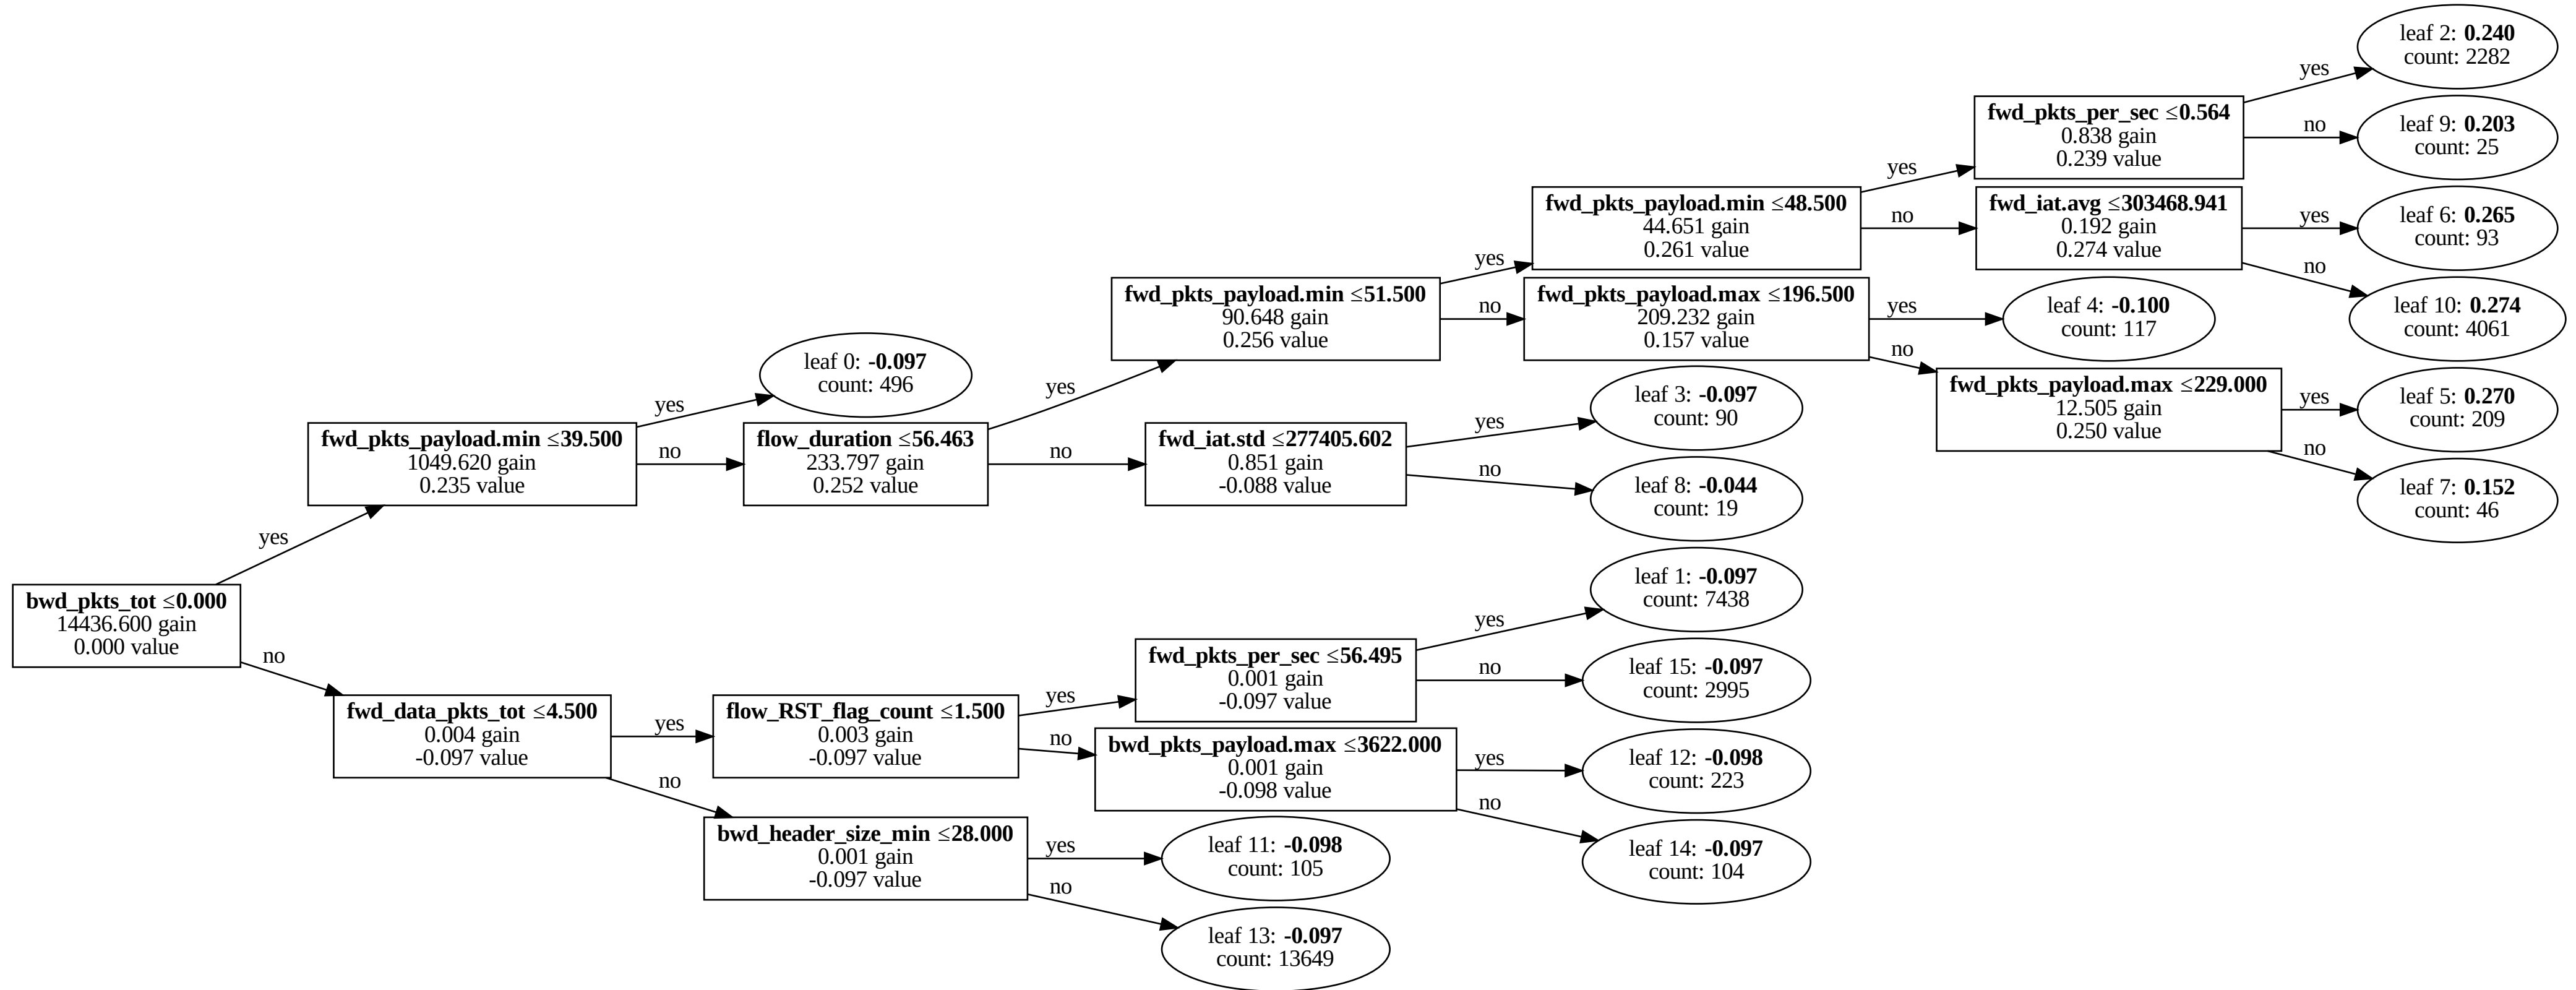 bwd_pkts_tot ≤0.000
14436.600 gain
0.000 value
yes
no
fwd_pkts_payload.min ≤39.500
1049.620 gain
0.235 value
yes
no
leaf 0: -0.097
count: 496
flow_duration ≤56.463
233.797 gain
0.252 value
yes
no
fwd_pkts_payload.min ≤51.500
90.648 gain
0.256 value
yes
no
fwd_pkts_payload.min ≤48.500
44.651 gain
0.261 value
yes
no
fwd_pkts_per_sec ≤0.564
0.838 gain
0.239 value
yes
no
leaf 2: 0.240
count: 2282
leaf 9: 0.203
count: 25
fwd_iat.avg ≤303468.941
0.192 gain
0.274 value
yes
no
leaf 6: 0.265
count: 93
leaf 10: 0.274
count: 4061
fwd_pkts_payload.max ≤196.500
209.232 gain
0.157 value
yes
no
leaf 4: -0.100
count: 117
fwd_pkts_payload.max ≤229.000
12.505 gain
0.250 value
yes
no
leaf 5: 0.270
count: 209
leaf 7: 0.152
count: 46
fwd_iat.std ≤277405.602
0.851 gain
-0.088 value
yes
no
leaf 3: -0.097
count: 90
leaf 8: -0.044
count: 19
fwd_data_pkts_tot ≤4.500
0.004 gain
-0.097 value
yes
no
flow_RST_flag_count ≤1.500
0.003 gain
-0.097 value
yes
no
fwd_pkts_per_sec ≤56.495
0.001 gain
-0.097 value
yes
no
leaf 1: -0.097
count: 7438
leaf 15: -0.097
count: 2995
bwd_pkts_payload.max ≤3622.000
0.001 gain
-0.098 value
yes
no
leaf 12: -0.098
count: 223
leaf 14: -0.097
count: 104
bwd_header_size_min ≤28.000
0.001 gain
-0.097 value
yes
no
leaf 11: -0.098
count: 105
leaf 13: -0.097
count: 13649